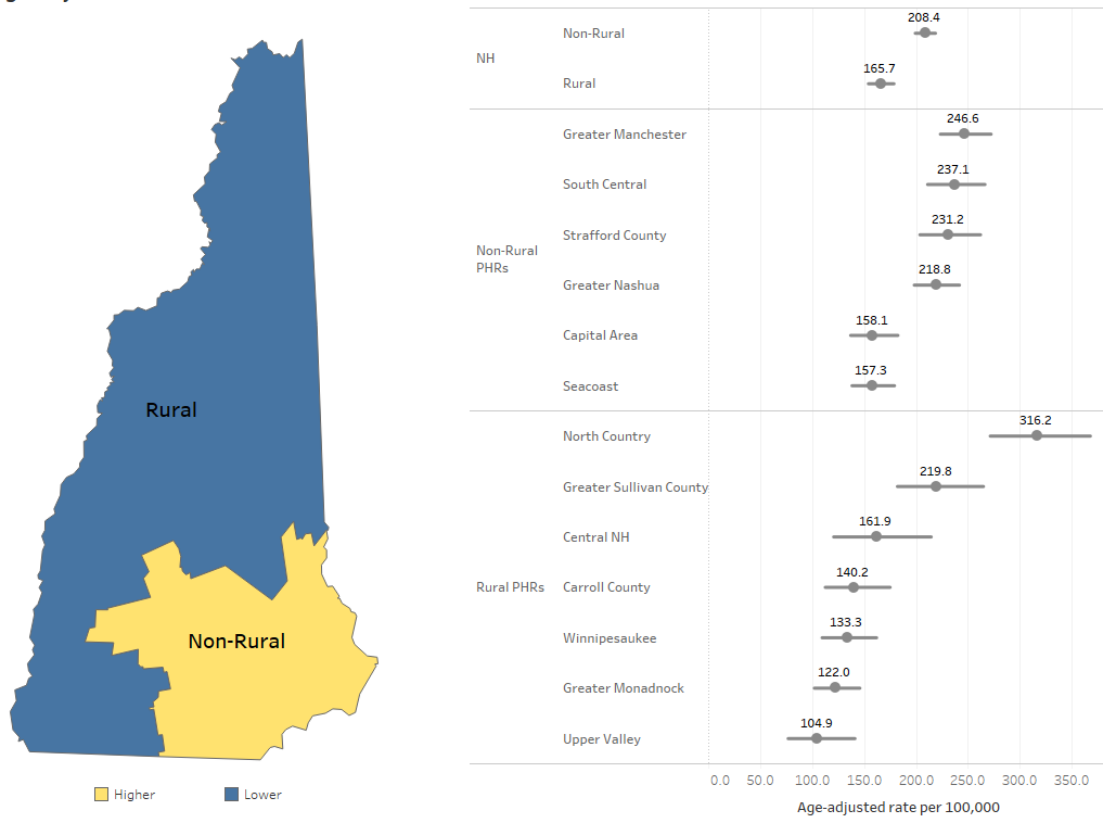 Rural
Non-Rural
Higher
Lower
NH
Non-Rural
208.4
Rural
165.7
Non-Rural
PHRs
Greater Manchester
246.6
South Central
237.1
Strafford County
231.2
Greater Nashua
218.8
Capital Area
158.1
Seacoast
157.3
Rural PHRs
North Country
316.2
Greater Sullivan County
219.8
Central NH
161.9
Carroll County
140.2
Winnipesaukee
133.3
Greater Monadnock
122.0
Upper Valley
104.9
0.0 50.0 100.0 150.0 200.0 250.0 300.0 350.0
Age-adjusted rate per 100,000